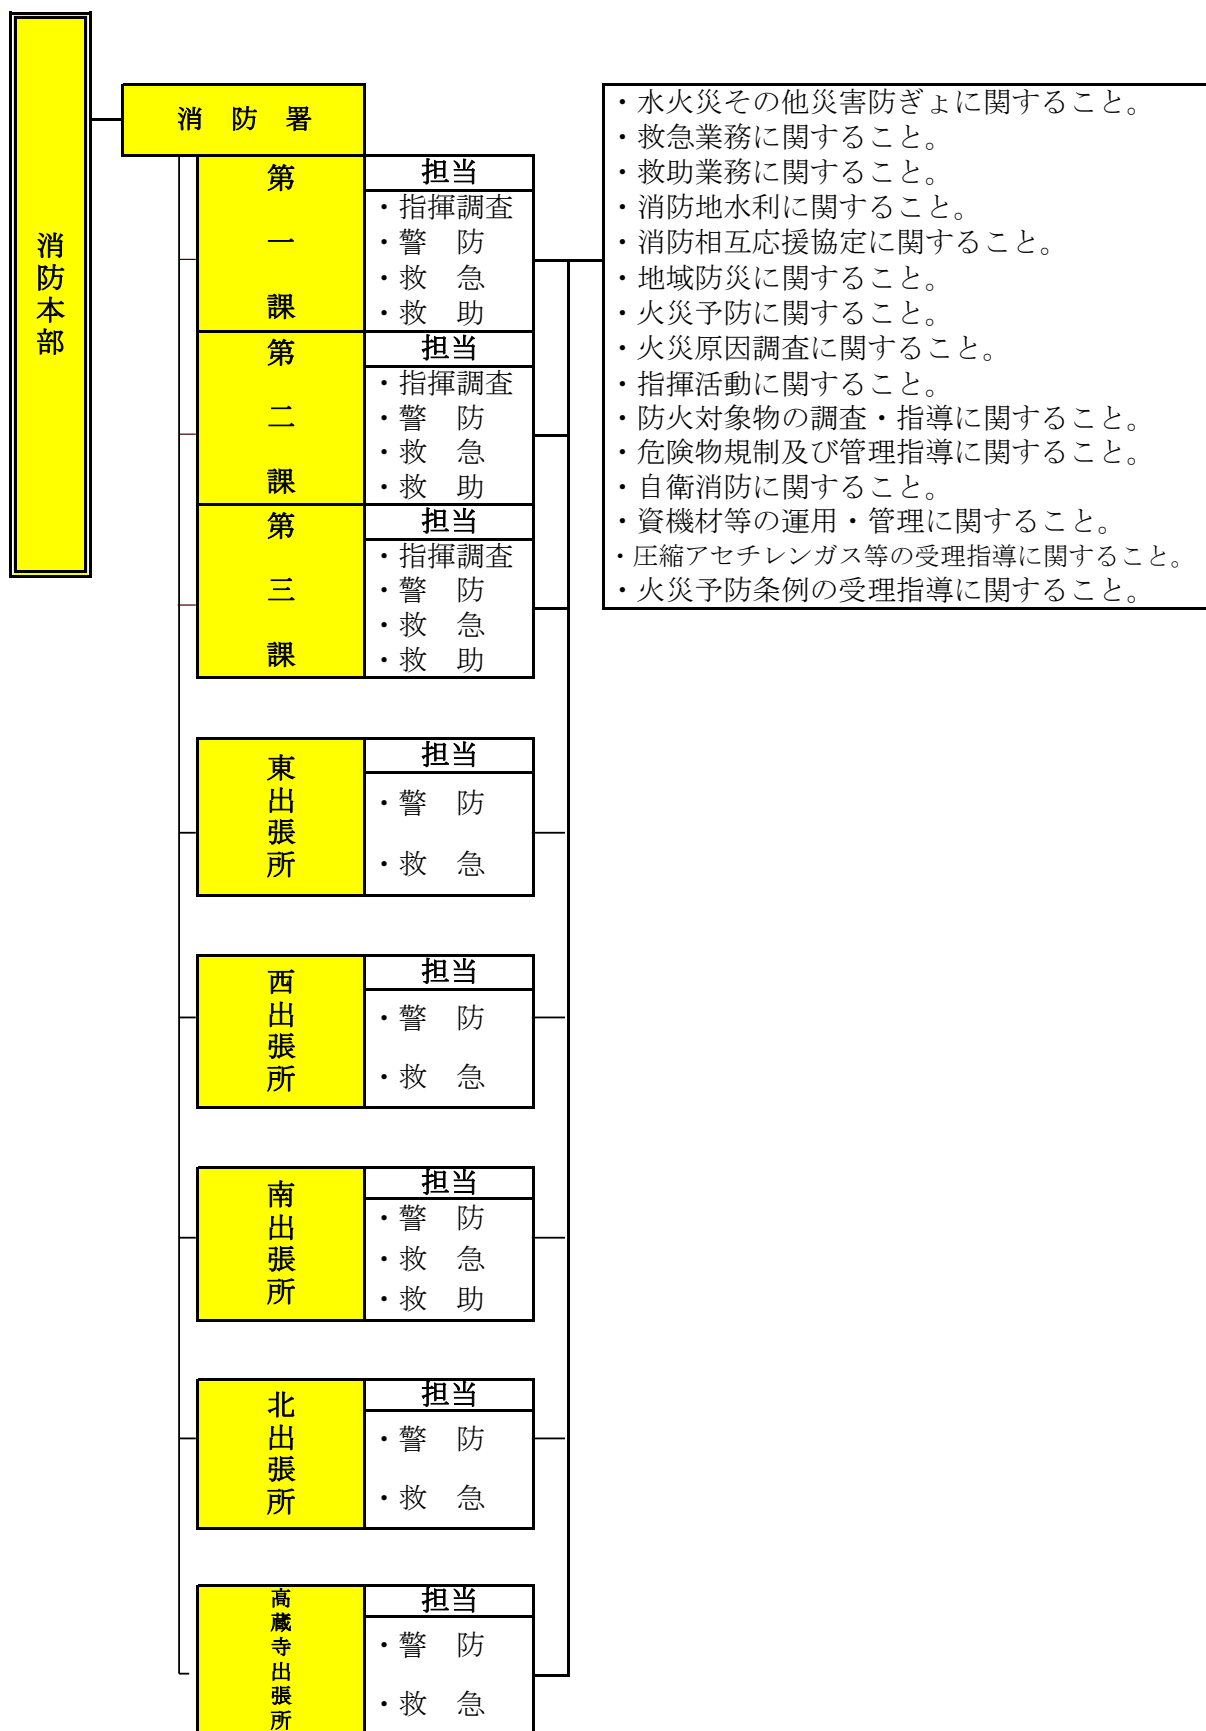 消防本部
消　防　署
第一課
担当
・指揮調査
・警　防
・救　急
・救　助
第二課
担当
・指揮調査
・警　防
・救　急
・救　助
第三課
担当
・指揮調査
・警　防
・救　急
・救　助
・水火災その他災害防ぎょに関すること。
・救急業務に関すること。
・救助業務に関すること。
・消防地水利に関すること。
・消防相互応援協定に関すること。
・地域防災に関すること。
・火災予防に関すること。
・火災原因調査に関すること。
・指揮活動に関すること。
・防火対象物の調査・指導に関すること。
・危険物規制及び管理指導に関すること。
・自衛消防に関すること。
・資機材等の運用・管理に関すること。
・圧縮アセチレンガス等の受理指導に関すること。
・火災予防条例の受理指導に関すること。
東出張所
担当
・警　防
・救　急
西出張所
担当
・警　防
・救　急
南出張所
担当
・警　防
・救　急
・救　助
北出張所
担当
・警　防
・救　急
高蔵寺出張所
担当
・警　防
・救　急